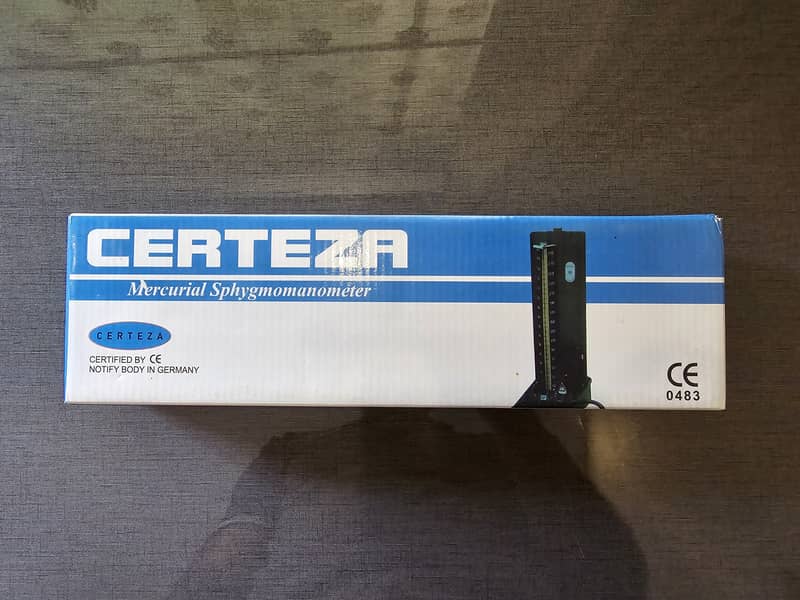 CERTEZA
Mercurial Sphygmomanometer
CERTEZA
CERTIFIED BY CE
NOTIFY BODY IN GERMANY
CE
0483